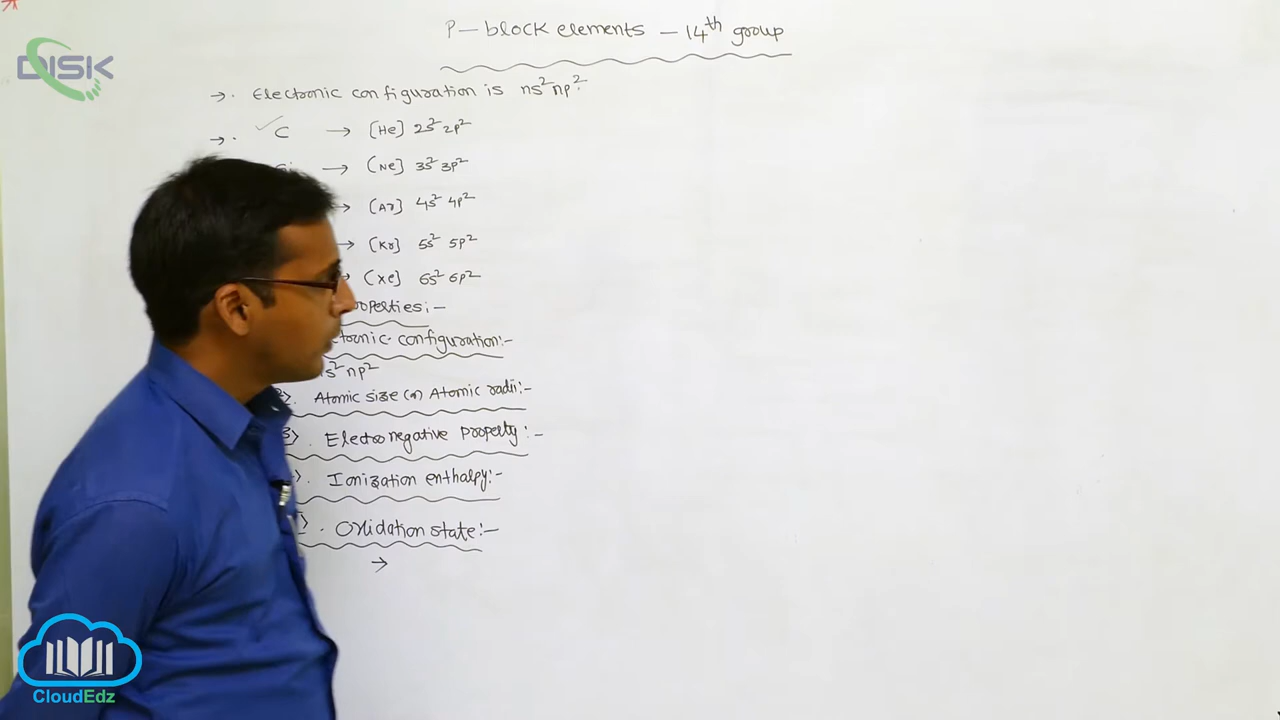 P- block elements - 14th group
DISK
→. Electronic configuration is ns² np².
→. C → [He] 2s² 2p²
→ [Ne] 3s² 3p²
→ [Ar] 4s² 4p²
→ [Kr] 5s² 5p²
→ [Xe] 6s² 6p²
operties:-
tronic configuration:-
s² np²
Atomic size (or) Atomic radii:-
3). Electronegative property:-
). Ionization enthalpy:-
). Oxidation state:-
→
CloudEdz